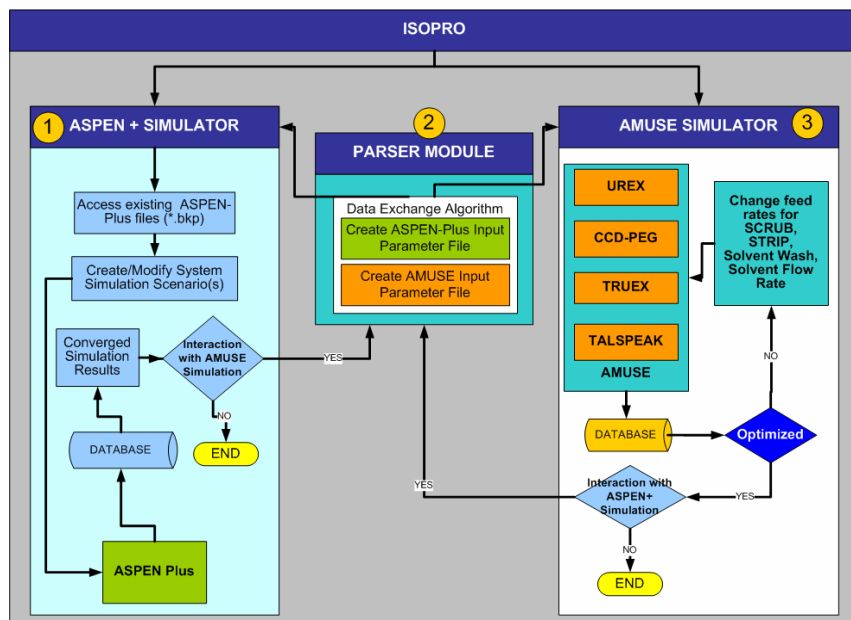 ISOPRO
1
ASPEN + SIMULATOR
Access existing ASPEN-
Plus files (*.bkp)
Create/Modify System
Simulation Scenario(s)
Converged
Simulation
Results
Interaction
with AMUSE
Simulation
YES
NO
END
DATABASE
ASPEN Plus
2
PARSER MODULE
Data Exchange Algorithm
Create ASPEN-Plus Input
Parameter File
Create AMUSE Input
Parameter File
AMUSE SIMULATOR
3
UREX
CCD-PEG
TRUEX
TALSPEAK
AMUSE
Change feed
rates for
SCRUB,
STRIP,
Solvent Wash,
Solvent Flow
Rate
NO
DATABASE
Optimized
YES
Interaction with
ASPEN+
Simulation
YES
NO
END